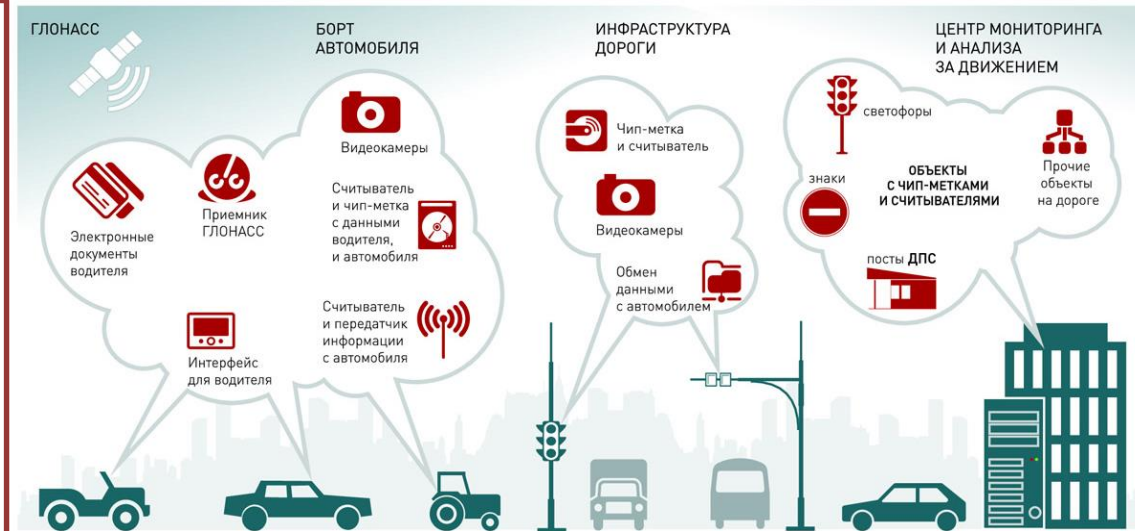 ГЛОНАСС
БОРТ
АВТОМОБИЛЯ
ИНФРАСТРУКТУРА
ДОРОГИ
ЦЕНТР МОНИТОРИНГА
И АНАЛИЗА
ЗА ДВИЖЕНИЕМ
Электронные
документы
водителя
Приемник
ГЛОНАСС
Видеокамеры
Считыватель
и чип-метка
с данными
водителя,
и автомобиля
Считыватель
и передатчик
информации
с автомобиля
Интерфейс
для водителя
Чип-метка
и считыватель
Видеокамеры
Обмен
данными
с автомобилем
светофоры
знаки
ОБЪЕКТЫ
С ЧИП-МЕТКАМИ
И СЧИТЫВАТЕЛЯМИ
Прочие
объекты
на дороге
посты ДПС